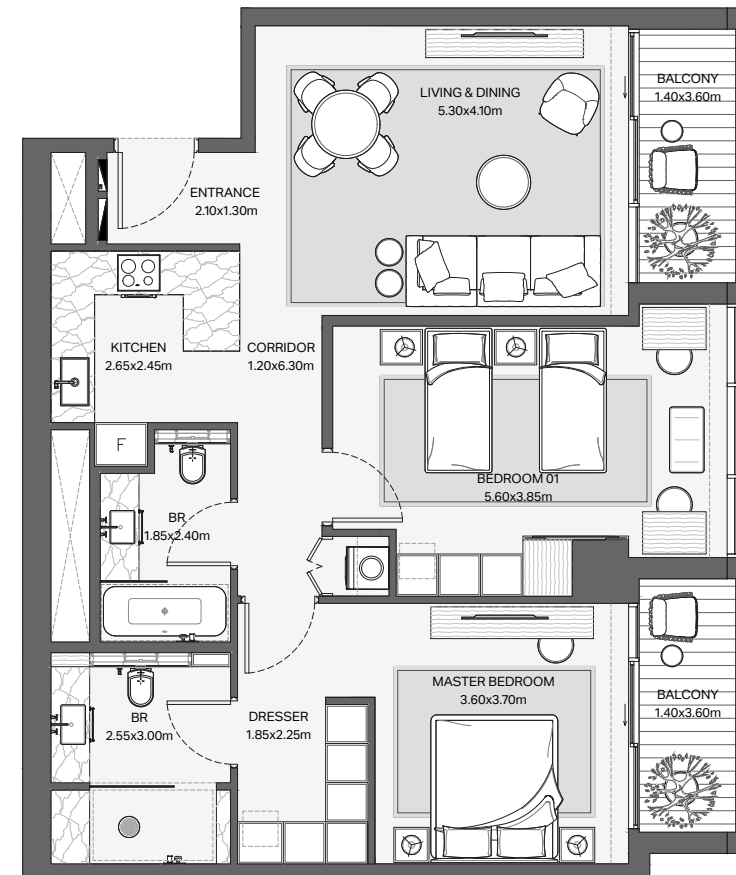 LIVING & DINING
5.30x4.10m
BALCONY
1.40x3.60m
ENTRANCE
2.10x1.30m
KITCHEN
2.65x2.45m
CORRIDOR
1.20x6.30m
F
BEDROOM 01
5.60x3.85m
BR
1.85x2.40m
MASTER BEDROOM
3.60x3.70m
BALCONY
1.40x3.60m
BR
2.55x3.00m
DRESSER
1.85x2.25m